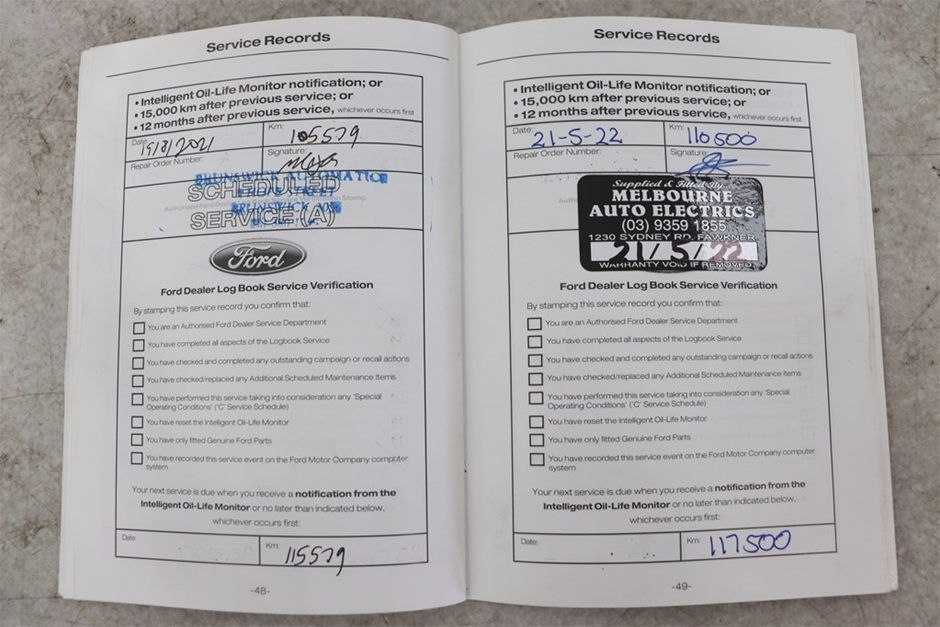 Service Records
• Intelligent Oil-Life Monitor notification; or
• 15,000 km after previous service; or
• 12 months after previous service, whichever occurs first
Date: 19/8/2021
Km: 105579
Repair Order Number:
Signature:
BRUNSWICK AUTOMATION
SCHEDULED
STREET
SERVICE (A)
BRUNSWICK
Ford
Ford Dealer Log Book Service Verification
By stamping this service record you confirm that:
You are an Authorised Ford Dealer Service Department
You have completed all aspects of the Logbook Service
You have checked and completed any outstanding campaign or recall actions
You have checked/replaced any Additional Scheduled Maintenance Items
You have performed this service taking into consideration any 'Special
Operating Conditions' ('C' Service Schedule)
You have reset the Intelligent Oil-Life Monitor
You have only fitted Genuine Ford Parts
You have recorded this service event on the Ford Motor Company computer
system
Your next service is due when you receive a notification from the
Intelligent Oil-Life Monitor or no later than indicated below,
whichever occurs first:
Date:
Km: 115579
-48-
Service Records
• Intelligent Oil-Life Monitor notification; or
• 15,000 km after previous service; or
• 12 months after previous service, whichever occurs first
Date: 21-5-22
Km: 110500
Repair Order Number:
Signature:
Supplied & Fitted By
MELBOURNE
AUTO ELECTRICS
(03) 9359 1855
1230 SYDNEY RD. FAWKNER
21/5/22
WARRANTY VOID IF REMOVED
Ford Dealer Log Book Service Verification
By stamping this service record you confirm that:
You are an Authorised Ford Dealer Service Department
You have completed all aspects of the Logbook Service
You have checked and completed any outstanding campaign or recall actions
You have checked/replaced any Additional Scheduled Maintenance Items
You have performed this service taking into consideration any 'Special
Operating Conditions' ('C' Service Schedule)
You have reset the Intelligent Oil-Life Monitor
You have only fitted Genuine Ford Parts
You have recorded this service event on the Ford Motor Company computer
system
Your next service is due when you receive a notification from the
Intelligent Oil-Life Monitor or no later than indicated below,
whichever occurs first:
Date:
Km: 117500
-49-